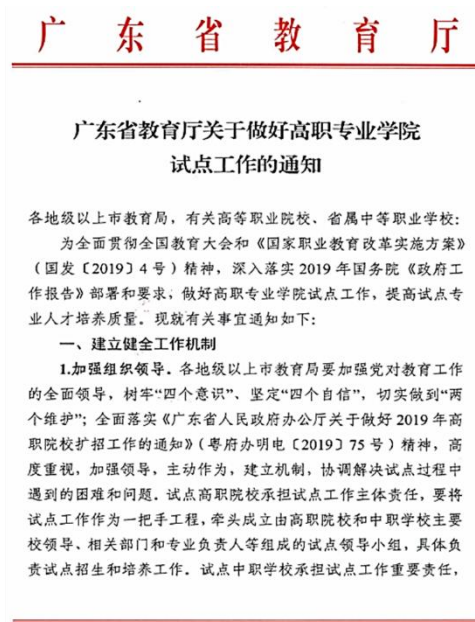 广东省教育厅
广东省教育厅关于做好高职专业学院
试点工作的通知
各地级以上市教育局，有关高等职业院校、省属中等职业学校：
为全面贯彻全国教育大会和《国家职业教育改革实施方案》
（国发〔2019〕4号）精神，深入落实2019年国务院《政府工
作报告》部署和要求，做好高职专业学院试点工作，提高试点专
业人才培养质量。现就有关事宜通知如下：
一、建立健全工作机制
1.加强组织领导。各地级以上市教育局要加强党对教育工作
的全面领导，树牢“四个意识”、坚定“四个自信”，切实做到“两
个维护”；全面落实《广东省人民政府办公厅关于做好2019年高
职院校扩招工作的通知》（粤府办明电〔2019〕75号）精神，高
度重视，加强领导，主动作为，建立机制，协调解决试点过程中
遇到的困难和问题。试点高职院校承担试点工作主体责任，要将
试点工作作为一把手工程，牵头成立由高职院校和中职学校主要
校领导、相关部门和专业负责人等组成的试点领导小组，具体负
责试点招生和培养工作。试点中职学校承担试点工作重要责任，